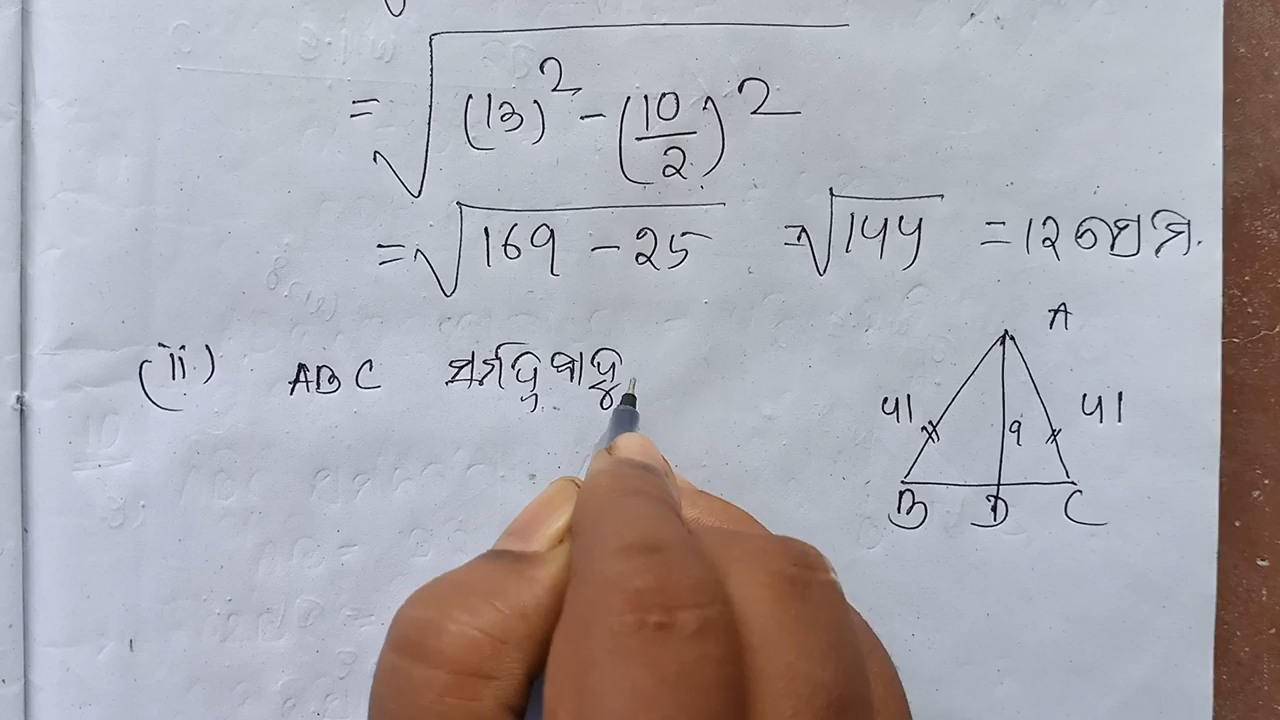 = √(13)² - (10/2)²
= √169 - 25 = √144 = 12 ସେମି.
(ii) ABC ସମଦ୍ବିବାହୁ
A
41 41
9
B D C